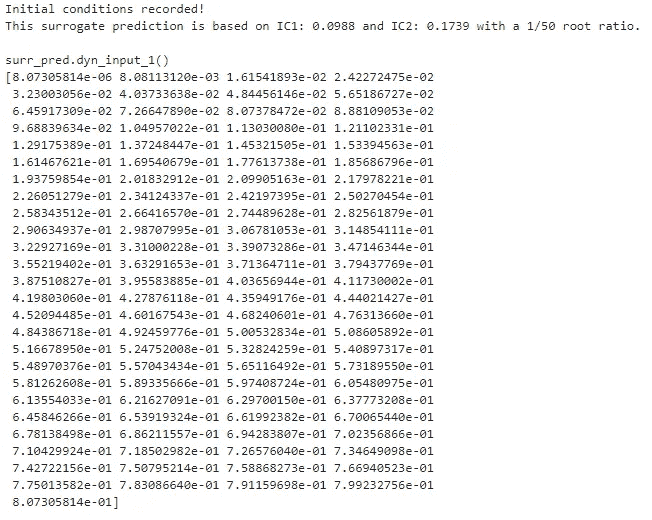 Initial conditions recorded!
This surrogate prediction is based on IC1: 0.0988 and IC2: 0.1739 with a 1/50 root ratio.
surr_pred.dyn_input_1()
[8.07305814e-06 8.08113120e-03 1.61541893e-02 2.42272475e-02
3.23003056e-02 4.03733638e-02 4.84456146e-02 5.65186727e-02
6.45917309e-02 7.26647890e-02 8.07378472e-02 8.88109053e-02
9.68839634e-02 1.04957022e-01 1.13030080e-01 1.21102331e-01
1.29175389e-01 1.37248447e-01 1.45321505e-01 1.53394563e-01
1.61467621e-01 1.69540679e-01 1.77613738e-01 1.85686796e-01
1.93759854e-01 2.01832912e-01 2.09905163e-01 2.17978221e-01
2.26051279e-01 2.34124337e-01 2.42197395e-01 2.50270454e-01
2.58343512e-01 2.66416570e-01 2.74489628e-01 2.82561879e-01
2.90634937e-01 2.98707995e-01 3.06781053e-01 3.14854111e-01
3.22927169e-01 3.31000228e-01 3.39073286e-01 3.47146344e-01
3.55219402e-01 3.63291653e-01 3.71364711e-01 3.79437769e-01
3.87510827e-01 3.95583885e-01 4.03656944e-01 4.11730002e-01
4.19803060e-01 4.27876118e-01 4.35949176e-01 4.44021427e-01
4.52094485e-01 4.60167543e-01 4.68240601e-01 4.76313660e-01
4.84386718e-01 4.92459776e-01 5.00532834e-01 5.08605892e-01
5.16678950e-01 5.24752008e-01 5.32824259e-01 5.40897317e-01
5.48970376e-01 5.57043434e-01 5.65116492e-01 5.73189550e-01
5.81262608e-01 5.89335666e-01 5.97408724e-01 6.05480975e-01
6.13554033e-01 6.21627091e-01 6.29700150e-01 6.37773208e-01
6.45846266e-01 6.53919324e-01 6.61992382e-01 6.70065440e-01
6.78138498e-01 6.86211557e-01 6.94283807e-01 7.02356866e-01
7.10429924e-01 7.18502982e-01 7.26576040e-01 7.34649098e-01
7.42722156e-01 7.50795214e-01 7.58868273e-01 7.66940523e-01
7.75013582e-01 7.83086640e-01 7.91159698e-01 7.99232756e-01
8.07305814e-01]